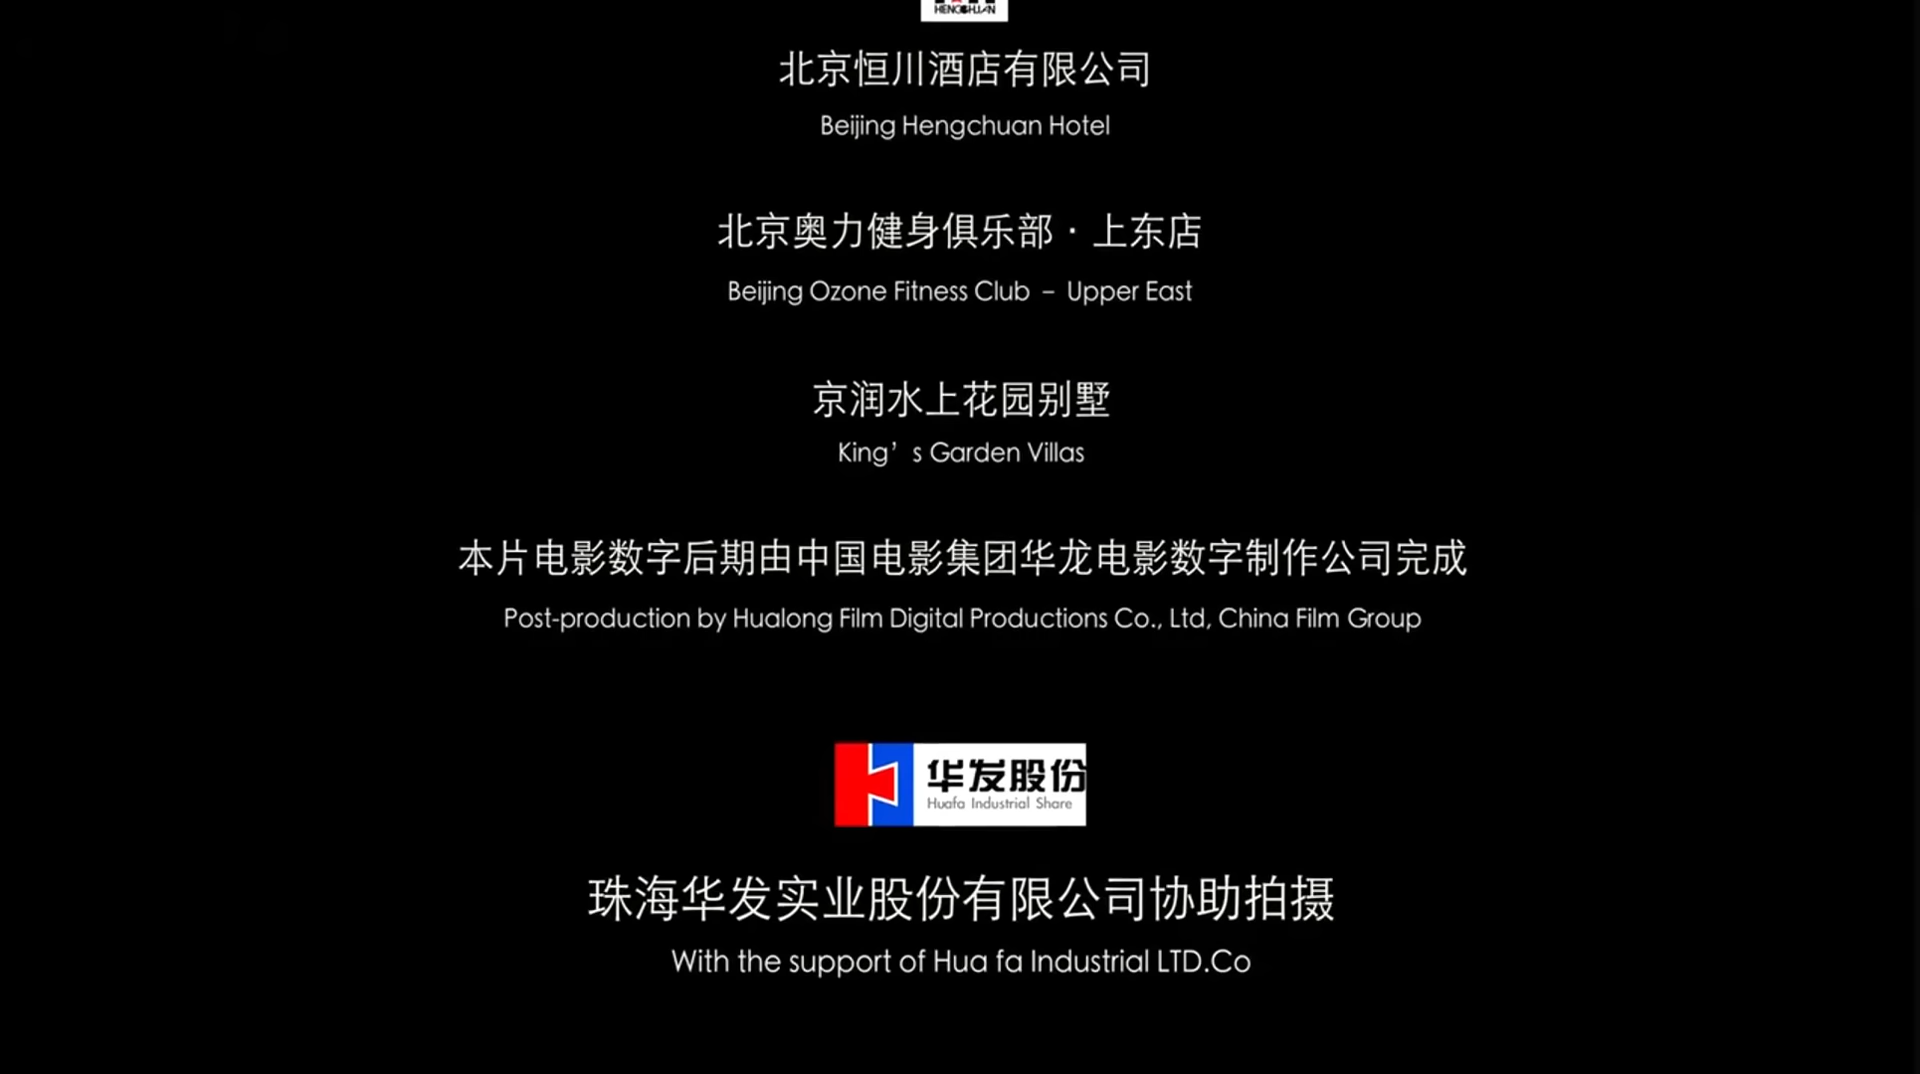 HENGCHUAN
北京恒川酒店有限公司
Beijing Hengchuan Hotel
北京奥力健身俱乐部·上东店
Beijing Ozone Fitness Club – Upper East
京润水上花园别墅
King’s Garden Villas
本片电影数字后期由中国电影集团华龙电影数字制作公司完成
Post-production by Hualong Film Digital Productions Co., Ltd, China Film Group
华发股份
Huafa Industrial Share
珠海华发实业股份有限公司协助拍摄
With the support of Hua fa Industrial LTD.Co